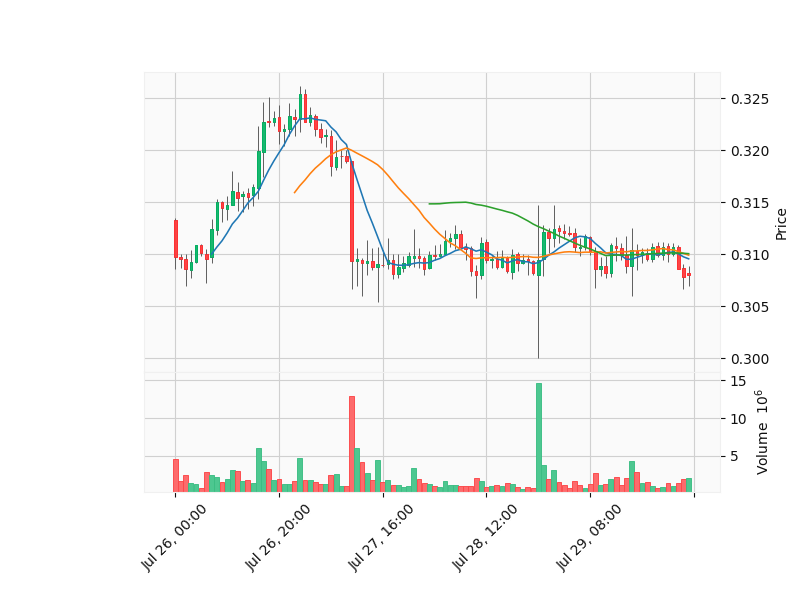 0.325
0.320
0.315
0.310
0.305
0.300
Price
15
10
5
Volume 10^6
Jul 26, 00:00
Jul 26, 20:00
Jul 27, 16:00
Jul 28, 12:00
Jul 29, 08:00